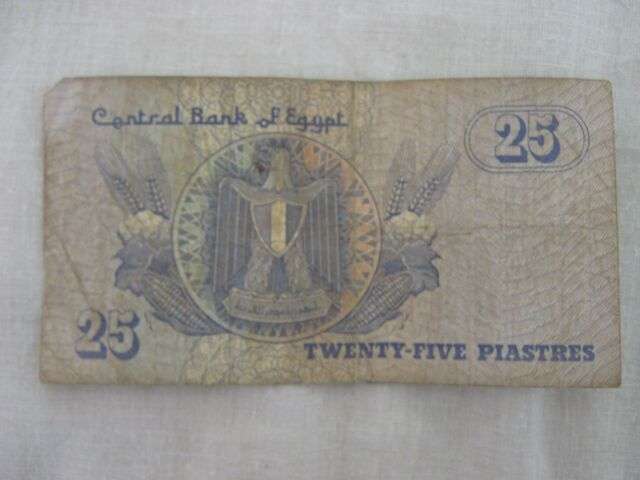 Central Bank of Egypt
25
25
TWENTY-FIVE PIASTRES